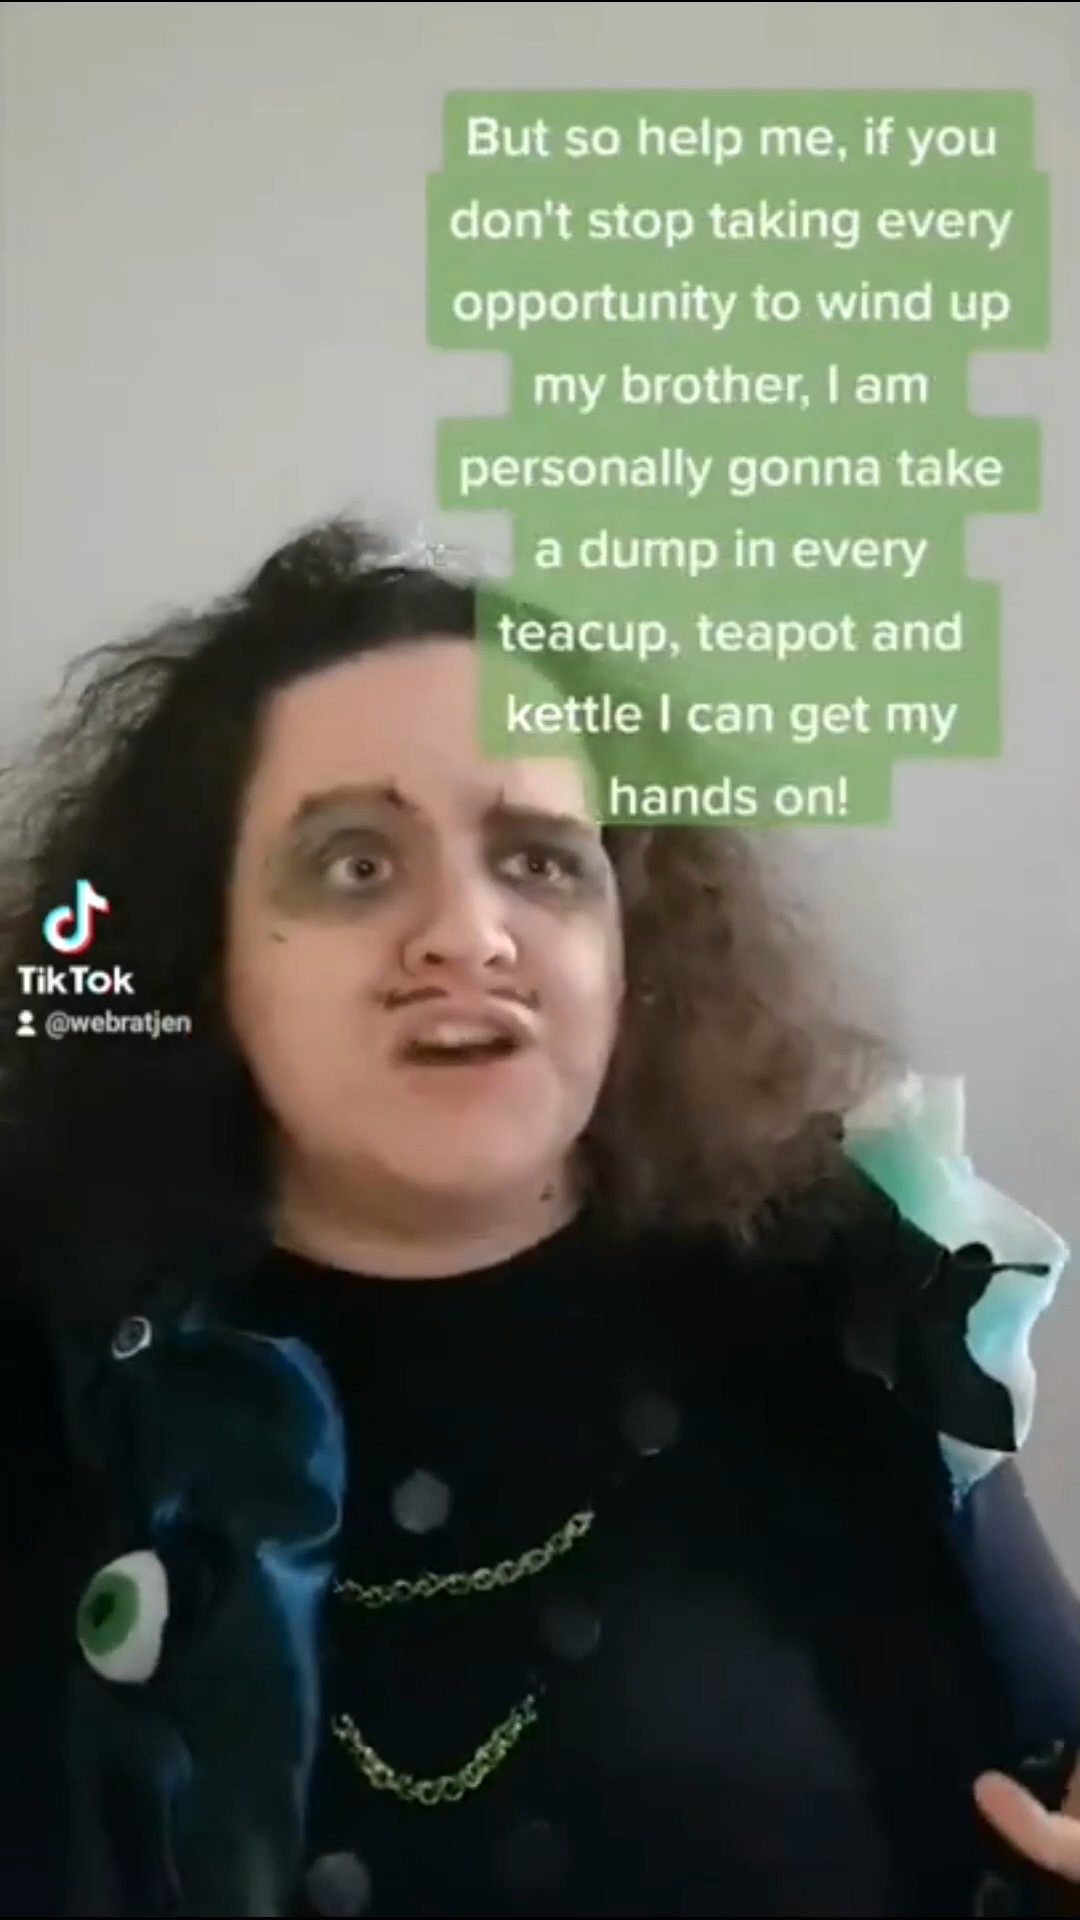 But so help me, if you
don't stop taking every
opportunity to wind up
my brother, I am
personally gonna take
a dump in every
teacup, teapot and
kettle I can get my
hands on!
TikTok
@webratjen